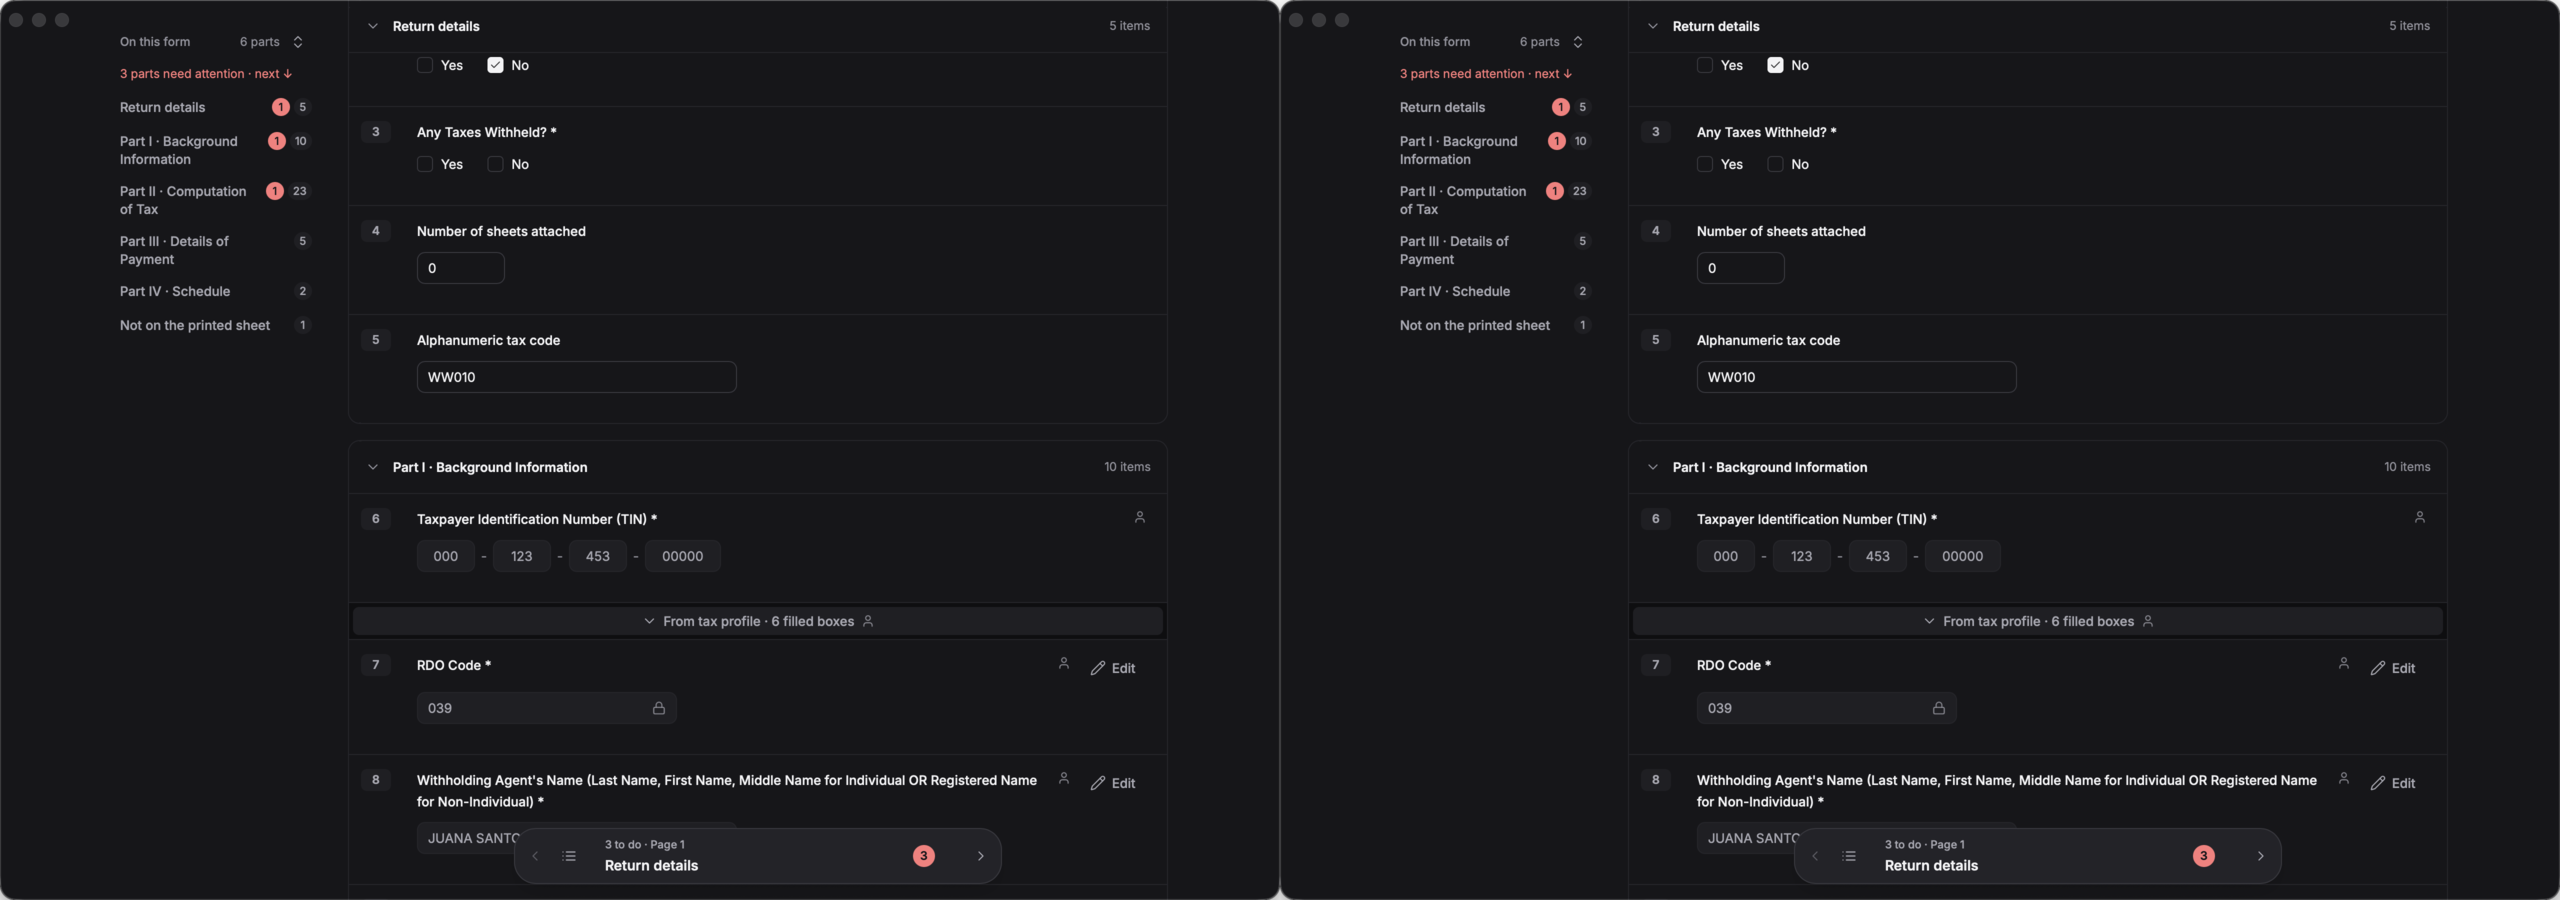 On this form 6 parts
3 parts need attention · next ↓
Return details 1 5
Part I · Background Information 1 10
Part II · Computation of Tax 1 23
Part III · Details of Payment 5
Part IV · Schedule 2
Not on the printed sheet 1
Return details 5 items
Yes No
3 Any Taxes Withheld? *
Yes No
4 Number of sheets attached
0
5 Alphanumeric tax code
WW010
Part I · Background Information 10 items
6 Taxpayer Identification Number (TIN) *
000 - 123 - 453 - 00000
From tax profile · 6 filled boxes
7 RDO Code * Edit
039
8 Withholding Agent's Name (Last Name, First Name, Middle Name for Individual OR Registered Name Edit
for Non-Individual) *
JUANA SANTO
3 to do · Page 1
Return details 3
On this form 6 parts
3 parts need attention · next ↓
Return details 1 5
Part I · Background Information 1 10
Part II · Computation of Tax 1 23
Part III · Details of Payment 5
Part IV · Schedule 2
Not on the printed sheet 1
Return details 5 items
Yes No
3 Any Taxes Withheld? *
Yes No
4 Number of sheets attached
0
5 Alphanumeric tax code
WW010
Part I · Background Information 10 items
6 Taxpayer Identification Number (TIN) *
000 - 123 - 453 - 00000
From tax profile · 6 filled boxes
7 RDO Code * Edit
039
8 Withholding Agent's Name (Last Name, First Name, Middle Name for Individual OR Registered Name Edit
for Non-Individual) *
JUANA SANTO
3 to do · Page 1
Return details 3